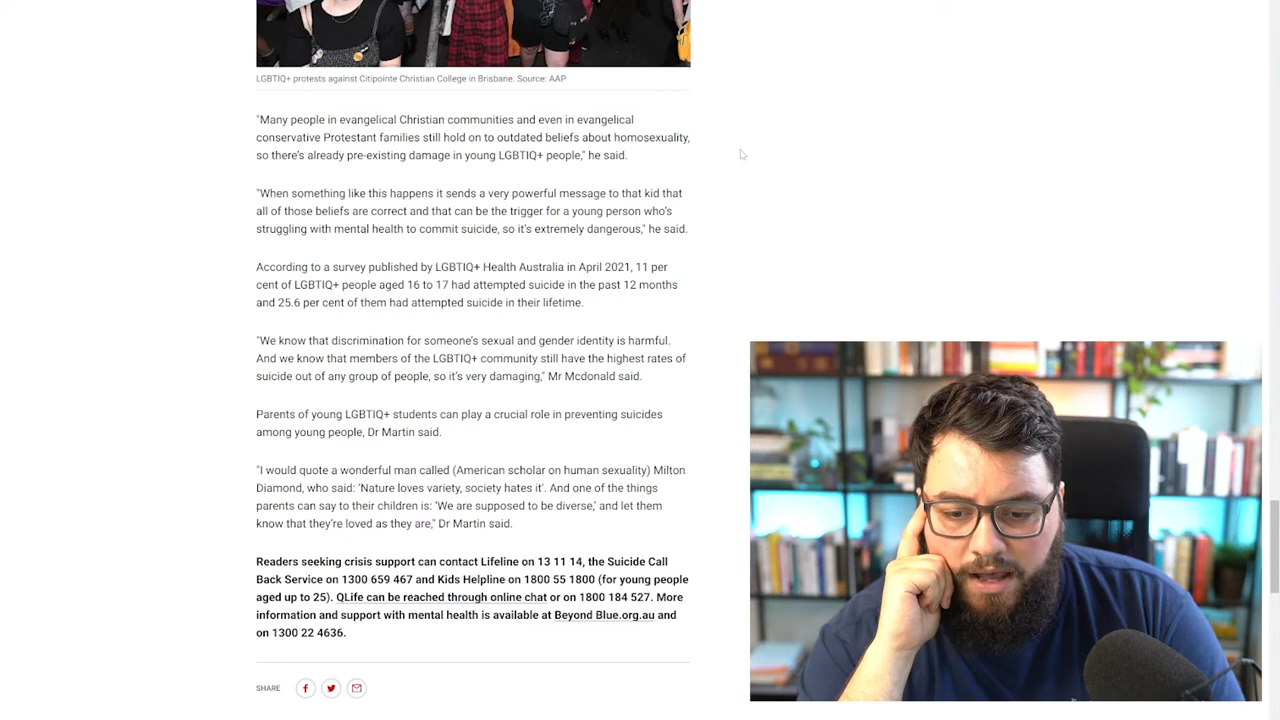 LGBTIQ+ protests against Citipointe Christian College in Brisbane. Source: AAP
"Many people in evangelical Christian communities and even in evangelical
conservative Protestant families still hold on to outdated beliefs about homosexuality,
so there's already pre-existing damage in young LGBTIQ+ people," he said.
"When something like this happens it sends a very powerful message to that kid that
all of those beliefs are correct and that can be the trigger for a young person who's
struggling with mental health to commit suicide, so it's extremely dangerous," he said.
According to a survey published by LGBTIQ+ Health Australia in April 2021, 11 per
cent of LGBTIQ+ people aged 16 to 17 had attempted suicide in the past 12 months
and 25.6 per cent of them had attempted suicide in their lifetime.
"We know that discrimination for someone's sexual and gender identity is harmful.
And we know that members of the LGBTIQ+ community still have the highest rates of
suicide out of any group of people, so it's very damaging," Mr Mcdonald said.
Parents of young LGBTIQ+ students can play a crucial role in preventing suicides
among young people, Dr Martin said.
"I would quote a wonderful man called (American scholar on human sexuality) Milton
Diamond, who said: 'Nature loves variety, society hates it'. And one of the things
parents can say to their children is: 'We are supposed to be diverse,' and let them
know that they're loved as they are," Dr Martin said.
Readers seeking crisis support can contact Lifeline on 13 11 14, the Suicide Call
Back Service on 1300 659 467 and Kids Helpline on 1800 55 1800 (for young people
aged up to 25). QLife can be reached through online chat or on 1800 184 527. More
information and support with mental health is available at Beyond Blue.org.au and
on 1300 22 4636.
SHARE